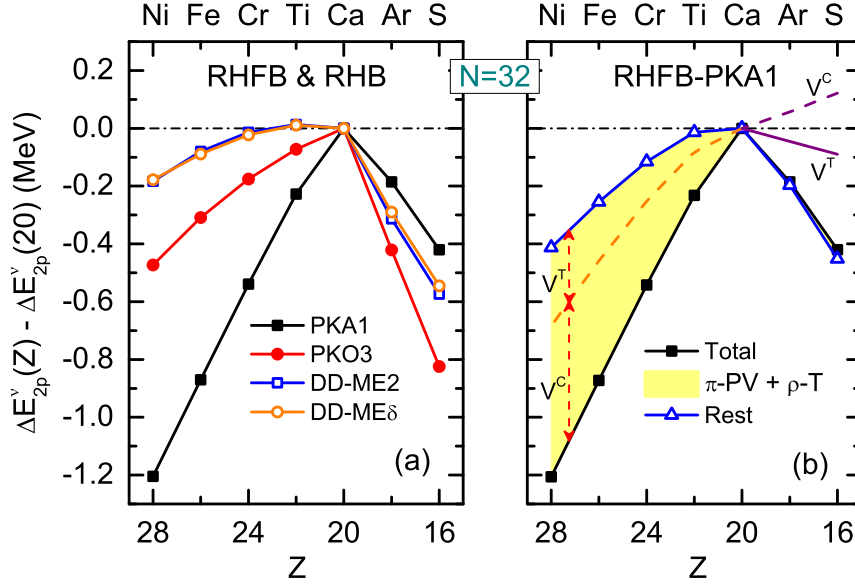 Ni Fe Cr Ti Ca Ar S
Ni Fe Cr Ti Ca Ar S
RHFB & RHB
N=32
RHFB-PKA1
0.2
0.0
-0.2
-0.4
-0.6
-0.8
-1.0
-1.2
ΔE^ν_2p(Z) - ΔE^ν_2p(20) (MeV)
PKA1
PKO3
DD-ME2
DD-MEδ
(a)
V^C
V^T
V^T
V^C
Total
π-PV + ρ-T
Rest
(b)
28 24 20 16
28 24 20 16
Z
Z